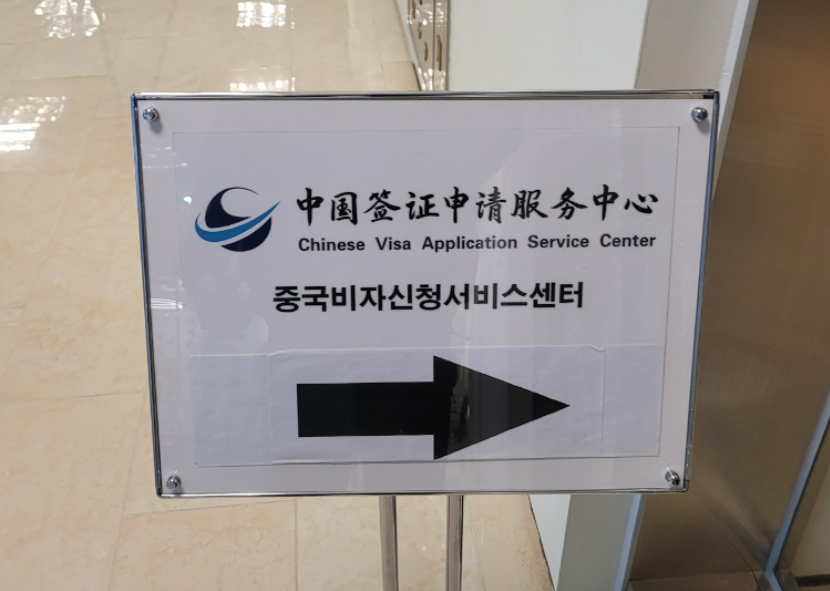 中国签证申请服务中心
Chinese Visa Application Service Center
중국비자신청서비스센터